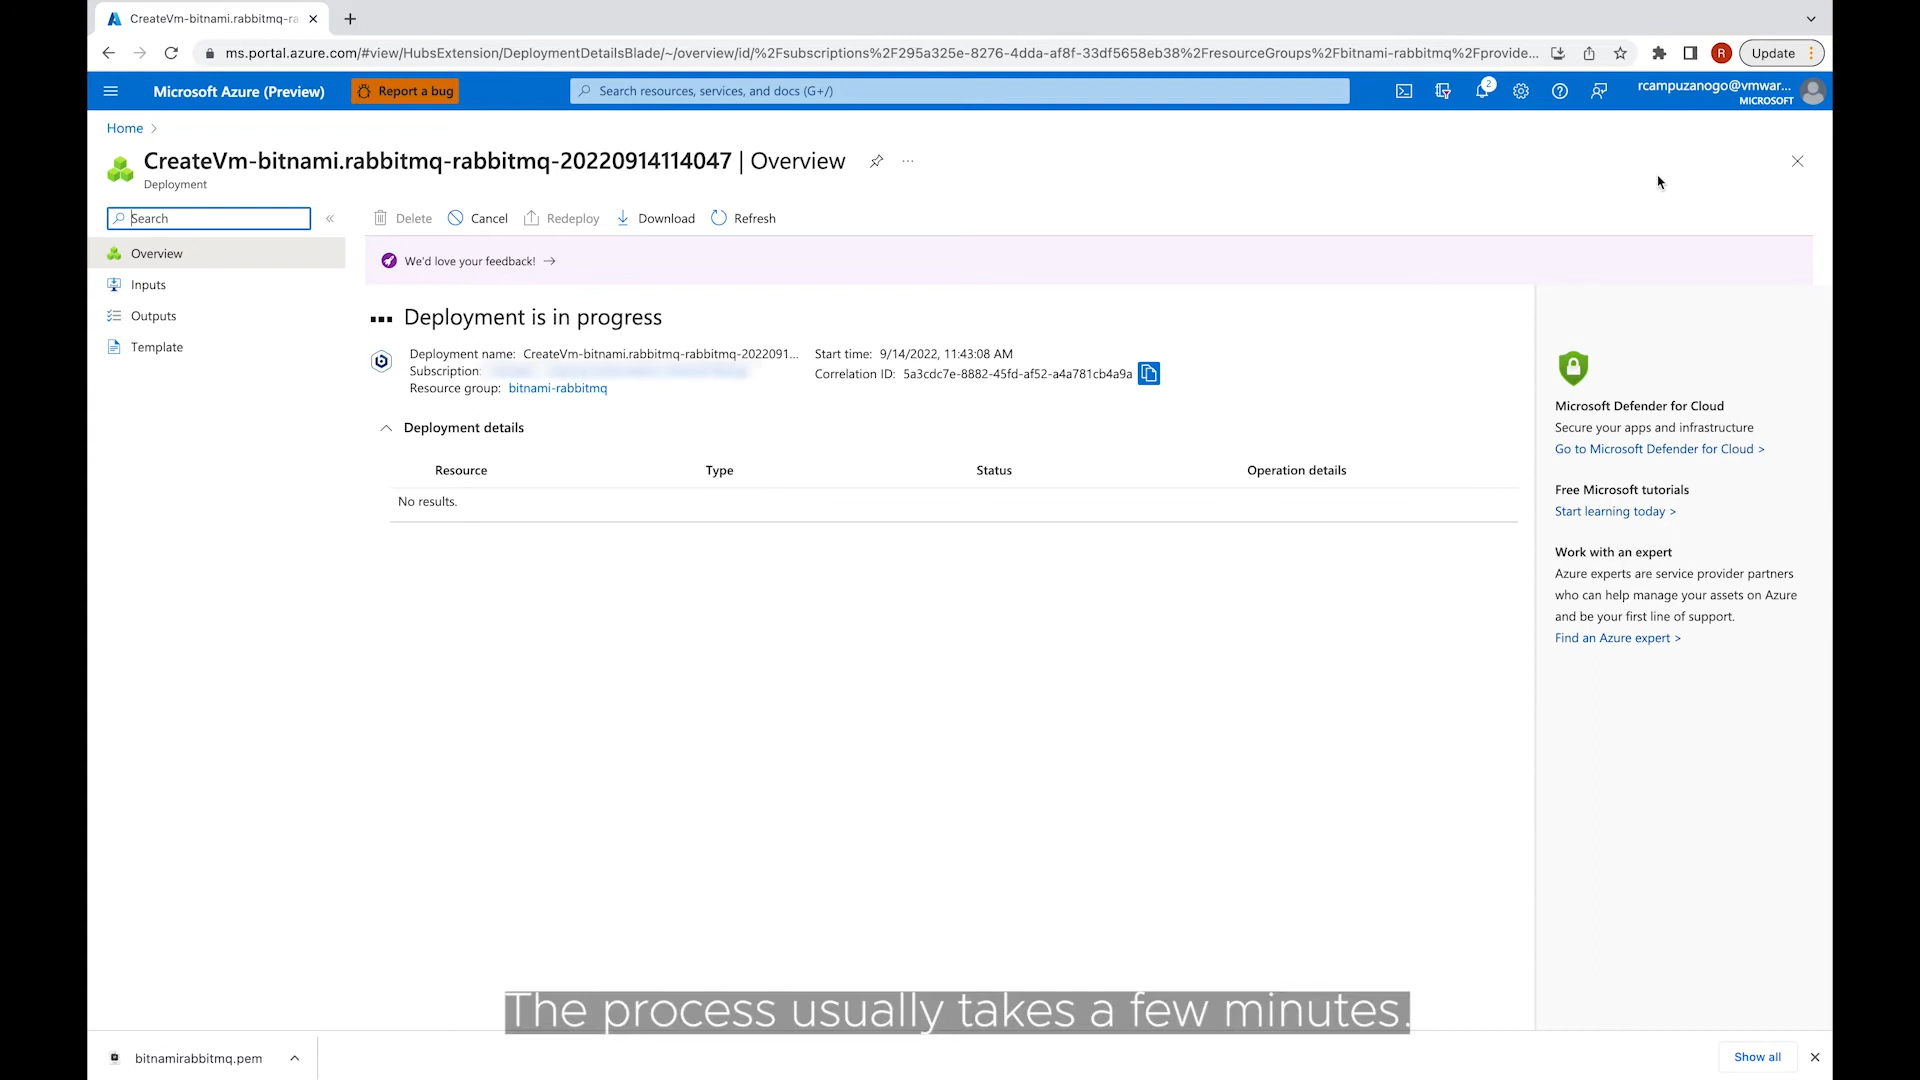 CreateVm-bitnami.rabbitmq-ra
ms.portal.azure.com/#view/HubsExtension/DeploymentDetailsBlade/~/overview/id/%2Fsubscriptions%2F295a325e-8276-4dda-af8f-33df5658eb38%2FresourceGroups%2Fbitnami-rabbitmq%2Fprovide...
R
Update
Microsoft Azure (Preview)
Report a bug
Search resources, services, and docs (G+/)
2
rcampuzanogo@vmwar...
MICROSOFT
Home
CreateVm-bitnami.rabbitmq-rabbitmq-20220914114047 | Overview
Deployment
Search
Delete
Cancel
Redeploy
Download
Refresh
Overview
Inputs
Outputs
Template
We'd love your feedback!
Deployment is in progress
Deployment name: CreateVm-bitnami.rabbitmq-rabbitmq-2022091...
Subscription:
Resource group: bitnami-rabbitmq
Start time: 9/14/2022, 11:43:08 AM
Correlation ID: 5a3cdc7e-8882-45fd-af52-a4a781cb4a9a
Deployment details
Resource Type Status Operation details
No results.
Microsoft Defender for Cloud
Secure your apps and infrastructure
Go to Microsoft Defender for Cloud >
Free Microsoft tutorials
Start learning today >
Work with an expert
Azure experts are service provider partners
who can help manage your assets on Azure
and be your first line of support.
Find an Azure expert >
The process usually takes a few minutes.
bitnamirabbitmq.pem
Show all